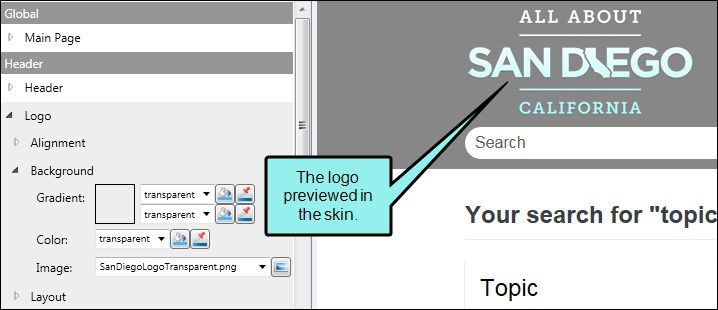 Global
Main Page
Header
Header
Logo
Alignment
Background
Gradient:
transparent
transparent
Color:
transparent
Image:
SanDiegoLogoTransparent.png
Layout
ALL ABOUT
SAN DIEGO
CALIFORNIA
Search
The logo
previewed in
the skin.
Your search for "topic
Topic